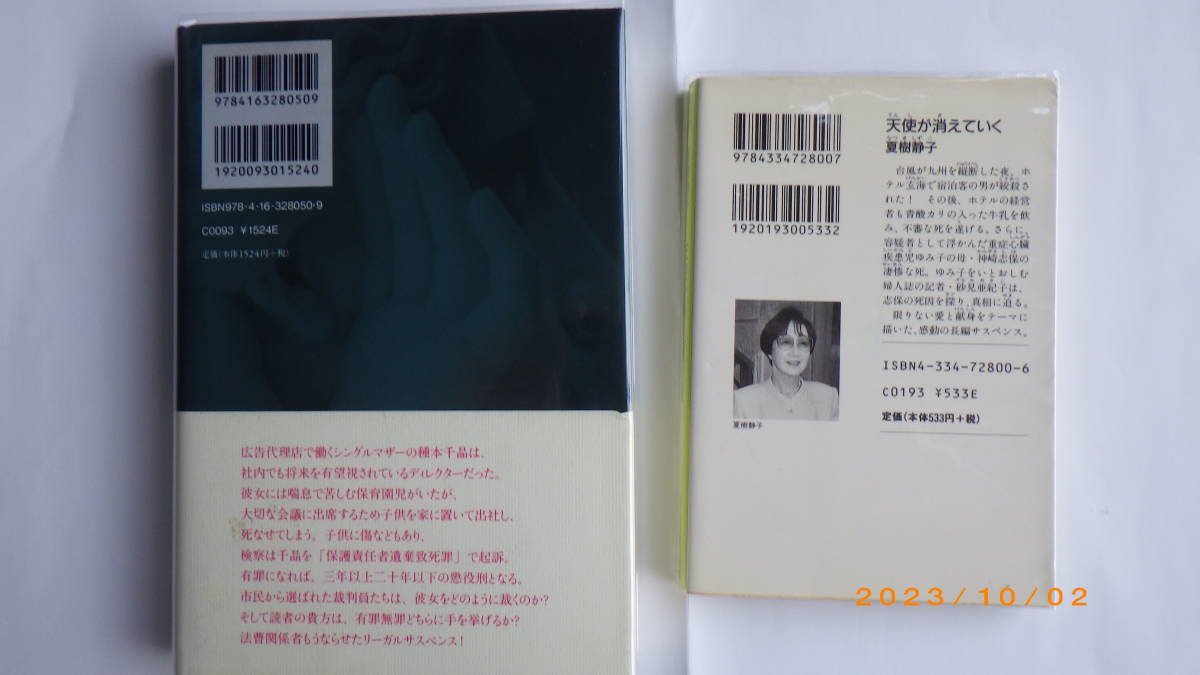 9784163280509
1920093015240
ISBN978-4-16-328050-9
C0093 ¥1524E
定価(本体1524円+税)
広告代理店で働くシングルマザーの種本千晶は、
社内でも将来を有望視されているディレクターだった。
彼女には喘息で苦しむ保育園児がいたが、
大切な会議に出席するため子供を家に置いて出社し、
死なせてしまう。子供に傷などもあり、
検察は千晶を「保護責任者遺棄致死罪」で起訴。
有罪になれば、三年以上二十年以下の懲役刑となる。
市民から選ばれた裁判員たちは、彼女をどのように裁くのか?
そして読者の貴方は、有罪無罪どちらに手を挙げるか?
法曹関係者もうならせたリーガルサスペンス!
9784334728007
1920193005332
天使が消えていく
夏樹静子
台風が九州を縦断した夜、ホ
テル玄海で宿泊客の男が絞殺さ
れた! その後、ホテルの経営
者も青酸カリの入った牛乳を飲
み、不審な死を遂げる。さらに、
容疑者として浮かんだ重症心臓
疾患児ゆみ子の母・神崎志保の
凄惨な死。ゆみ子をいとおしむ
婦人誌の記者・砂見亜紀子は、
志保の死因を探り、真相に迫る。
限りない愛と献身をテーマに
描いた、感動の長編サスペンス。
ISBN4-334-72800-6
C0193 ¥533E
定価(本体533円+税)
夏樹静子
2023/10/02